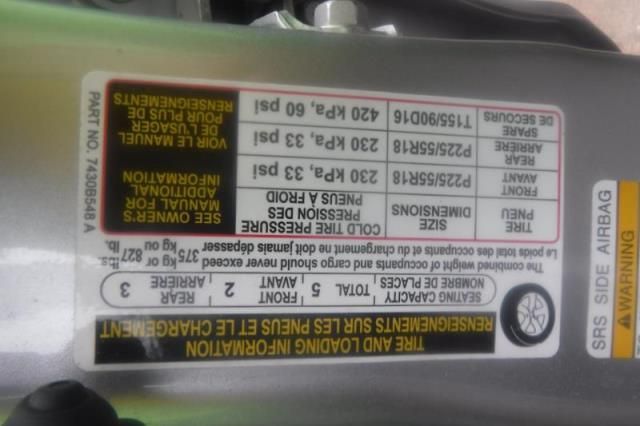 TIRE AND LOADING INFORMATION
RENSEIGNEMENTS SUR LES PNEUS ET LE CHARGEMENT
SEATING CAPACITY
NOMBRE DE PLACES
TOTAL 5
FRONT
AVANT 2
REAR
ARRIÈRE 3
The combined weight of occupants and cargo should never exceed
Le poids total des occupants et du chargement ne doit jamais dépasser
375 kg or 827 lbs.
kg ou lb.
TIRE
PNEU
SIZE
DIMENSIONS
COLD TIRE PRESSURE
PRESSION DES
PNEUS À FROID
FRONT
AVANT
P225/55R18
230 kPa, 33 psi
REAR
ARRIÈRE
P225/55R18
230 kPa, 33 psi
SPARE
DE SECOURS
T155/90D16
420 kPa, 60 psi
SEE OWNER'S
MANUAL FOR
ADDITIONAL
INFORMATION
VOIR LE MANUEL
DE L'USAGER
POUR PLUS DE
RENSEIGNEMENTS
PART NO. 7430B548 A
WARNING
SRS SIDE AIRBAG